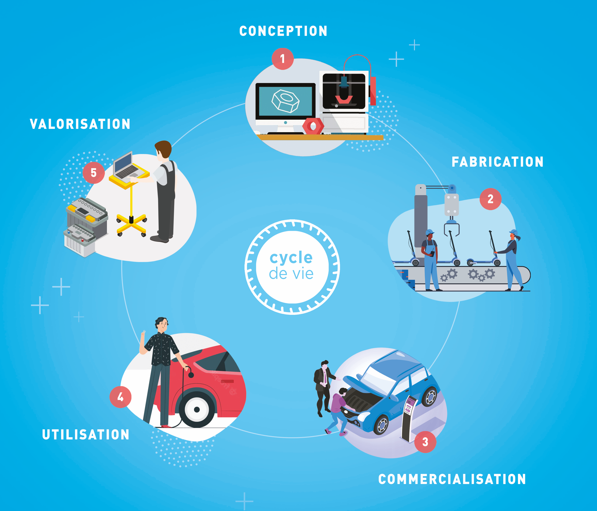 CONCEPTION
1
VALORISATION
5
FABRICATION
2
cycle
de vie
4
UTILISATION
3
COMMERCIALISATION